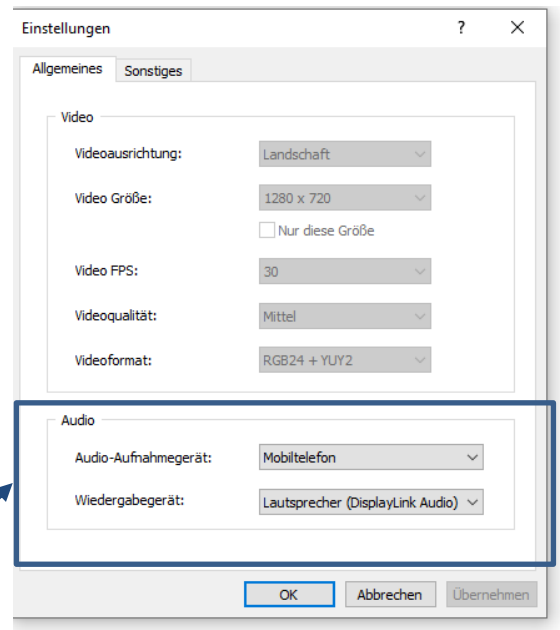 Einstellungen ?
Allgemeines Sonstiges
Video
Videoausrichtung: Landschaft
Video Größe: 1280 x 720
Nur diese Größe
Video FPS: 30
Videoqualität: Mittel
Videoformat: RGB24 + YUY2
Audio
Audio-Aufnahmegerät: Mobiltelefon
Wiedergabegerät: Lautsprecher (DisplayLink Audio)
OK Abbrechen Übernehmen